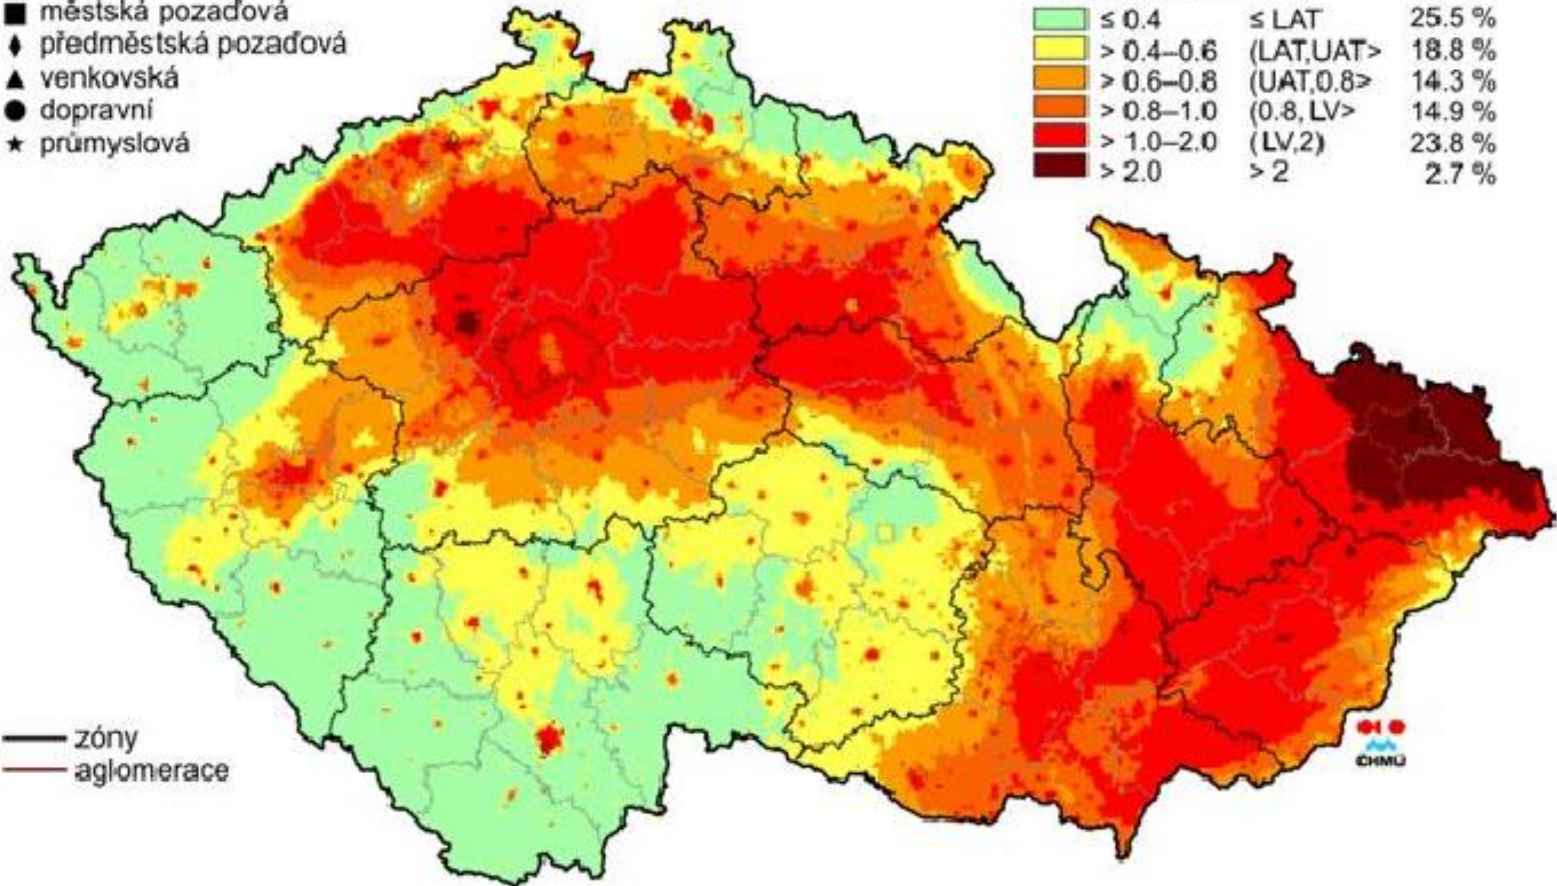 městská pozaďová
předměstská pozaďová
venkovská
dopravní
průmyslová
≤ 0.4 ≤ LAT 25.5 %
> 0.4–0.6 (LAT,UAT> 18.8 %
> 0.6–0.8 (UAT,0.8> 14.3 %
> 0.8–1.0 (0.8, LV> 14.9 %
> 1.0–2.0 (LV,2) 23.8 %
> 2.0 > 2 2.7 %
zóny
aglomerace
ČHMÚ